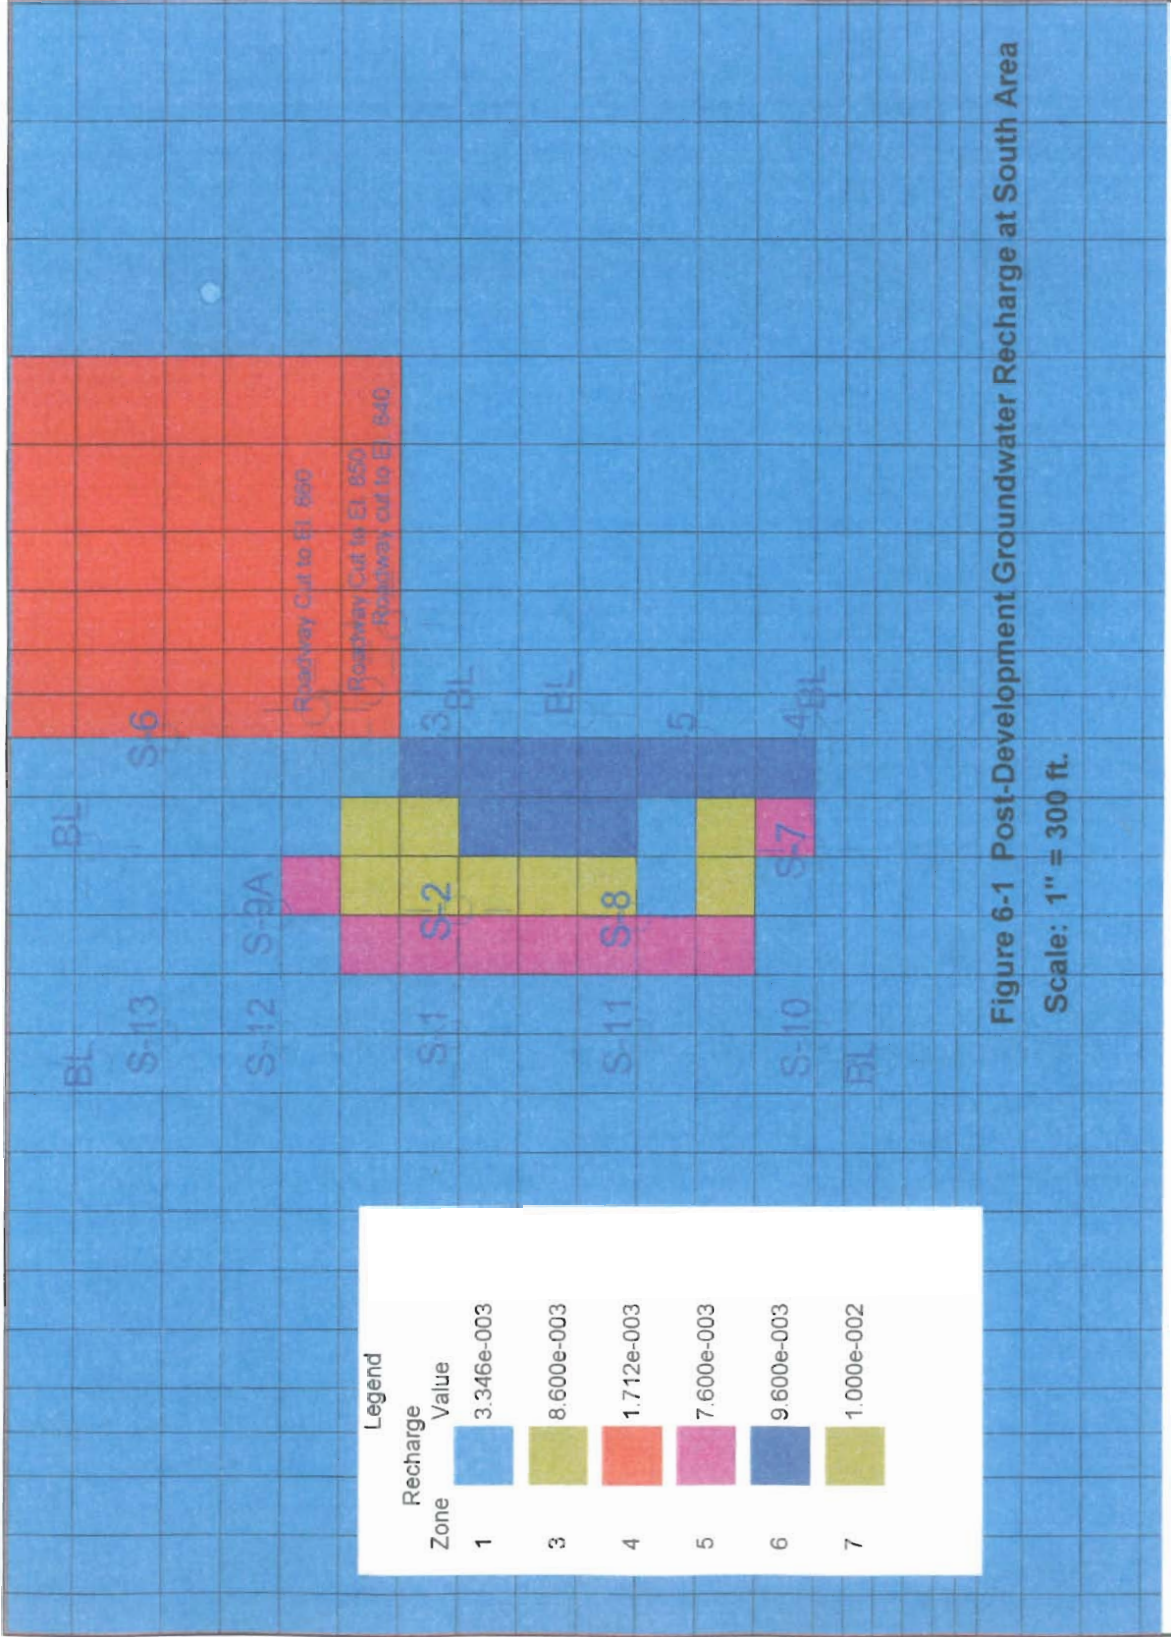 BL
BL
S-13
S-6
S-12
S-9A
Roadway Cut to El. 860
Roadway Cut to El. 850
Roadway cut to El. 840
S-1
S-2
3
BL
BL
S-11
S-8
5
S-10
S-7
4
BL
BL
Legend
Recharge
Zone Value
1 3.346e-003
3 8.600e-003
4 1.712e-003
5 7.600e-003
6 9.600e-003
7 1.000e-002
Figure 6-1 Post-Development Groundwater Recharge at South Area
Scale: 1" = 300 ft.